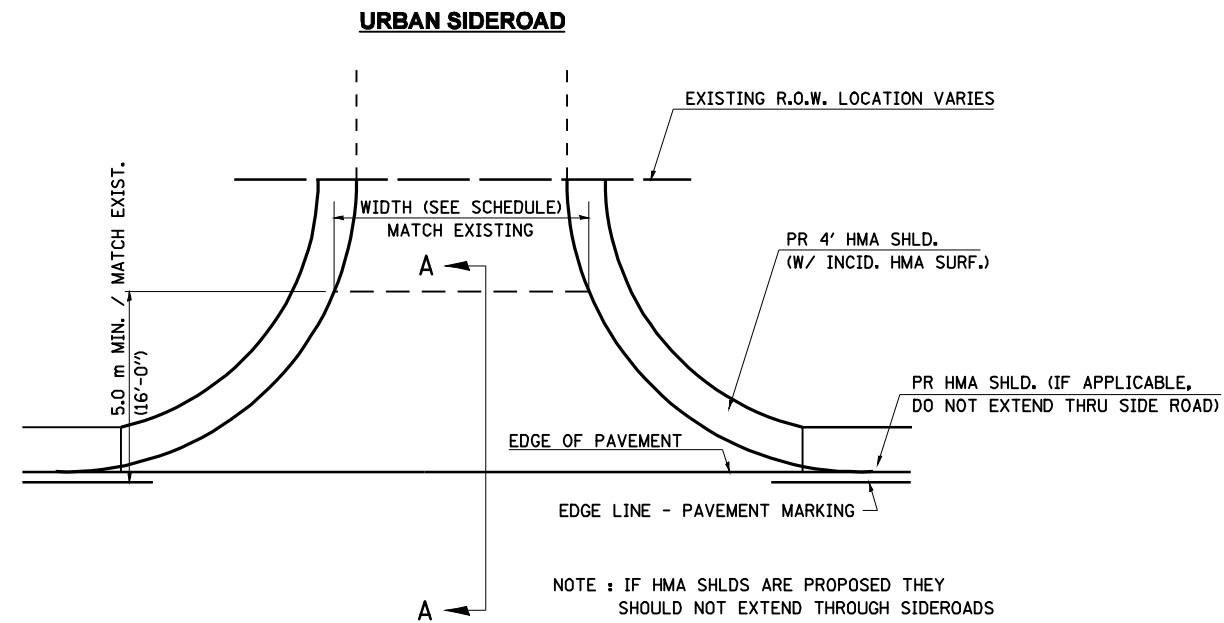 URBAN SIDEROAD
EXISTING R.O.W. LOCATION VARIES
5.0 m MIN. / MATCH EXIST.
(16'-0")
WIDTH (SEE SCHEDULE)
MATCH EXISTING
A
PR 4' HMA SHLD.
(W/ INCID. HMA SURF.)
PR HMA SHLD. (IF APPLICABLE,
DO NOT EXTEND THRU SIDE ROAD)
EDGE OF PAVEMENT
EDGE LINE - PAVEMENT MARKING
NOTE : IF HMA SHLDS ARE PROPOSED THEY
SHOULD NOT EXTEND THROUGH SIDEROADS
A